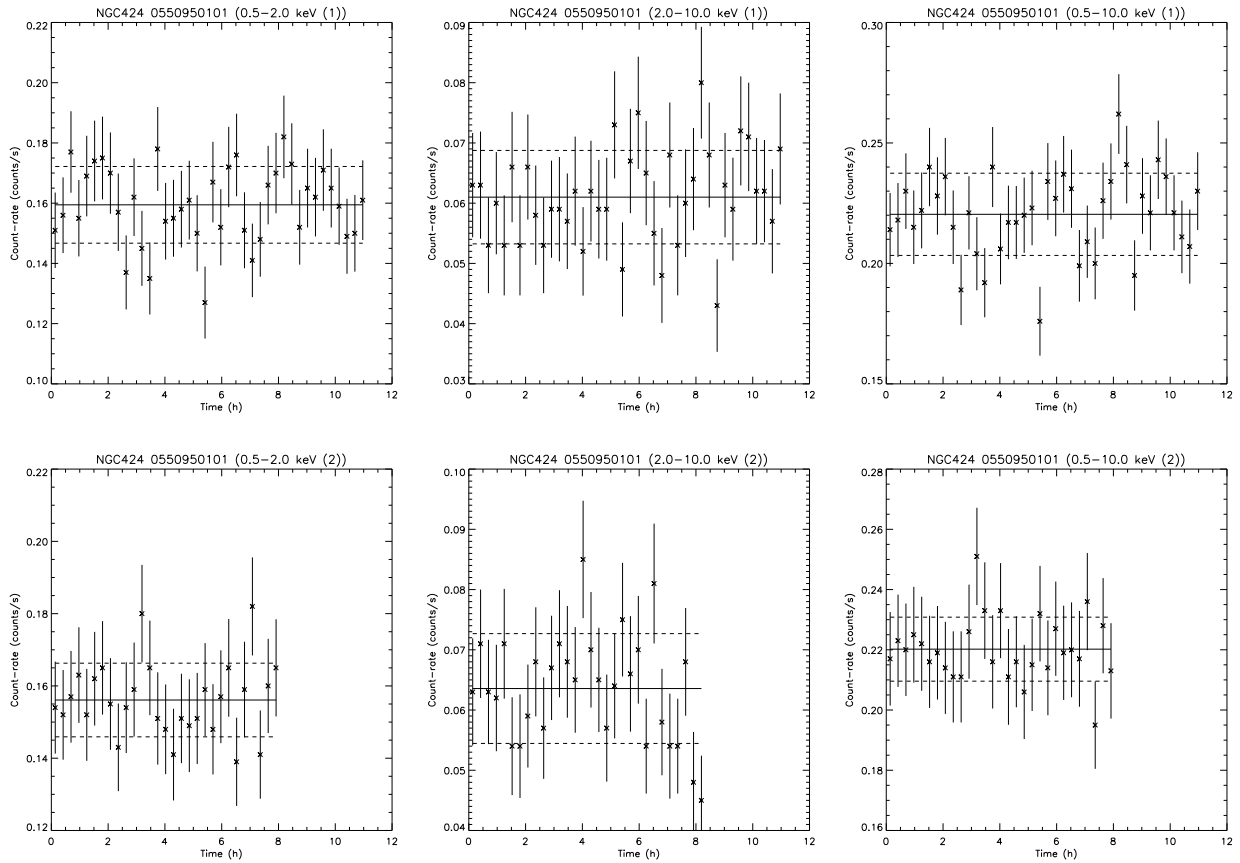 NGC424 0550950101 (0.5−2.0 keV (1))
Count−rate (counts/s)
0.22
0.20
0.18
0.16
0.14
0.12
0.10
0 2 4 6 8 10 12
Time (h)
NGC424 0550950101 (2.0−10.0 keV (1))
Count−rate (counts/s)
0.09
0.08
0.07
0.06
0.05
0.04
0.03
0 2 4 6 8 10 12
Time (h)
NGC424 0550950101 (0.5−10.0 keV (1))
Count−rate (counts/s)
0.30
0.25
0.20
0.15
0 2 4 6 8 10 12
Time (h)
NGC424 0550950101 (0.5−2.0 keV (2))
Count−rate (counts/s)
0.22
0.20
0.18
0.16
0.14
0.12
0 2 4 6 8 10 12
Time (h)
NGC424 0550950101 (2.0−10.0 keV (2))
Count−rate (counts/s)
0.10
0.09
0.08
0.07
0.06
0.05
0.04
0 2 4 6 8 10 12
Time (h)
NGC424 0550950101 (0.5−10.0 keV (2))
Count−rate (counts/s)
0.28
0.26
0.24
0.22
0.20
0.18
0.16
0 2 4 6 8 10 12
Time (h)